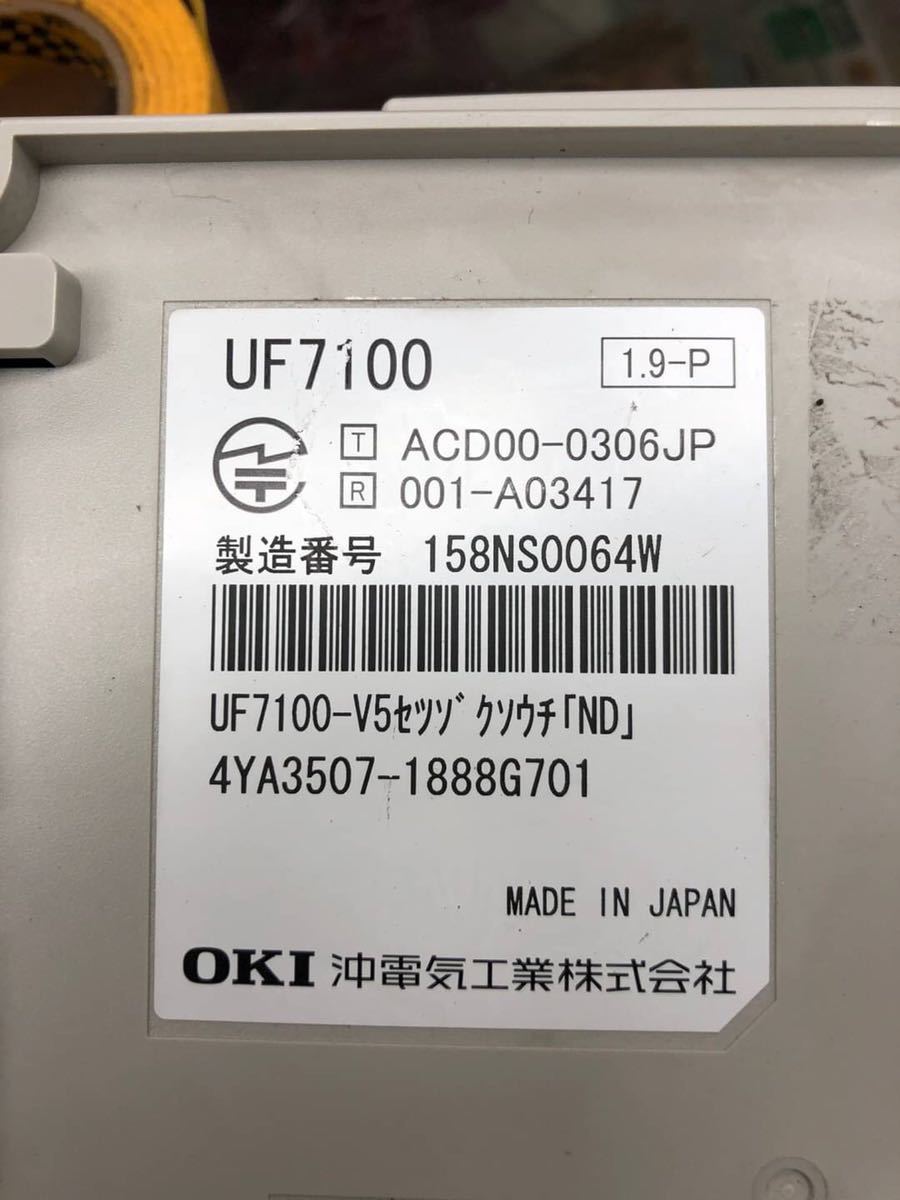 UF7100
1.9-P
T ACD00-0306JP
R 001-A03417
製造番号 158NS0064W
UF7100-V5ｾﾂｿﾞｸｿｳﾁ｢ND｣
4YA3507-1888G701
MADE IN JAPAN
OKI 沖電気工業株式会社